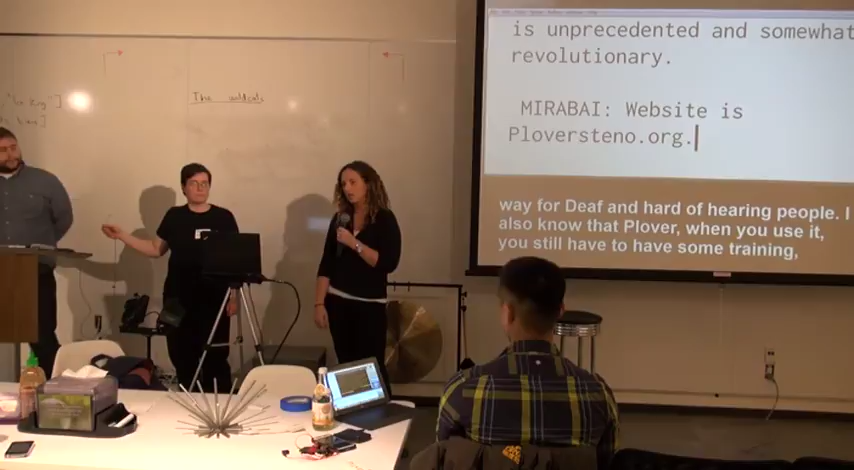 is unprecedented and somewhat
revolutionary.
MIRABAI: Website is
Ploversteno.org.
way for Deaf and hard of hearing people. I
also know that Plover, when you use it,
you still have to have some training,